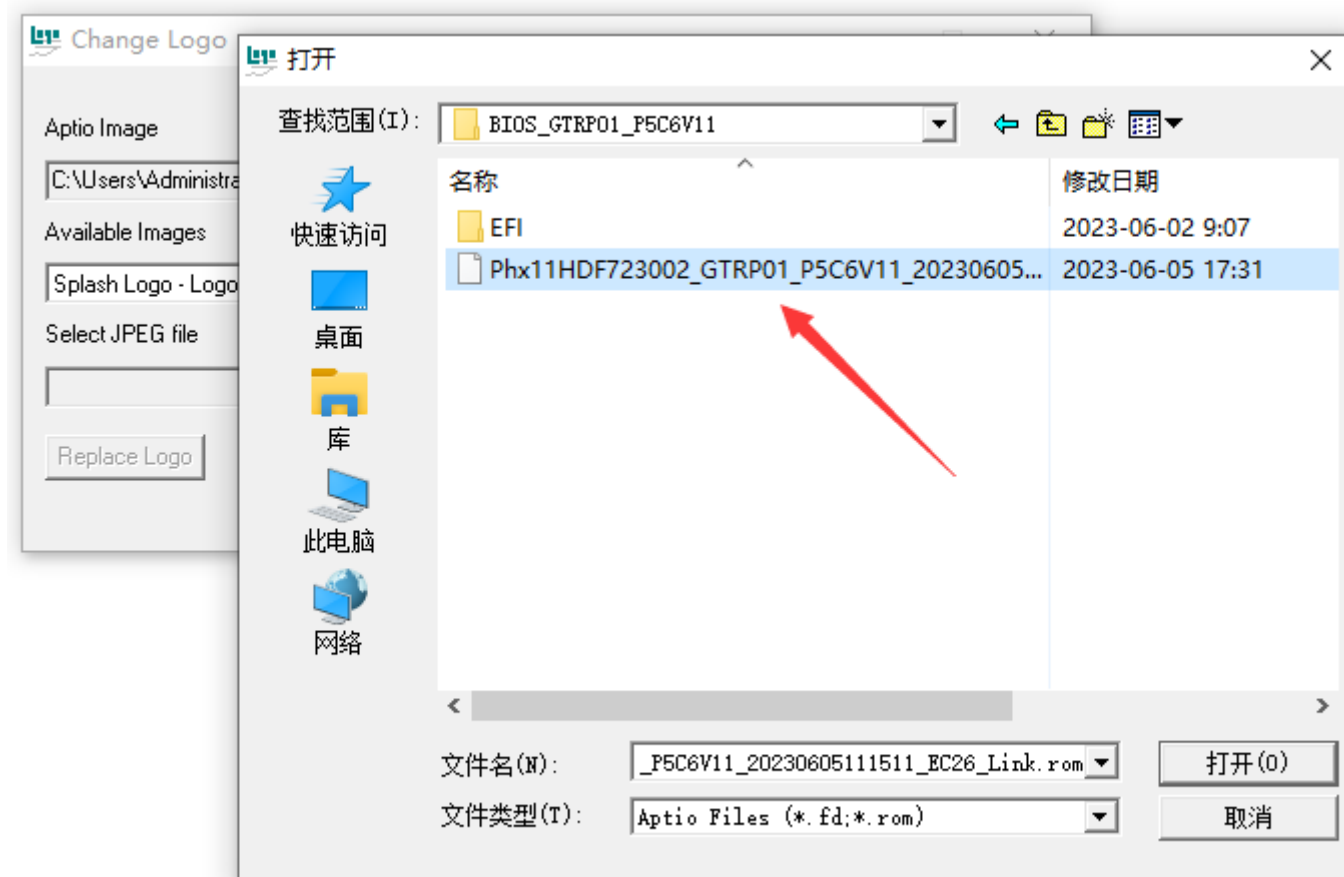 Change Logo
打开
查找范围(I):
BIOS_GTRP01_P5C6V11
Aptio Image
C:\Users\Administra
Available Images
Splash Logo - Logo
Select JPEG file
Replace Logo
快速访问
桌面
库
此电脑
网络
名称 修改日期
EFI 2023-06-02 9:07
Phx11HDF723002_GTRP01_P5C6V11_20230605... 2023-06-05 17:31
文件名(N): _P5C6V11_20230605111511_EC26_Link.rom 打开(O)
文件类型(T): Aptio Files (*.fd;*.rom) 取消